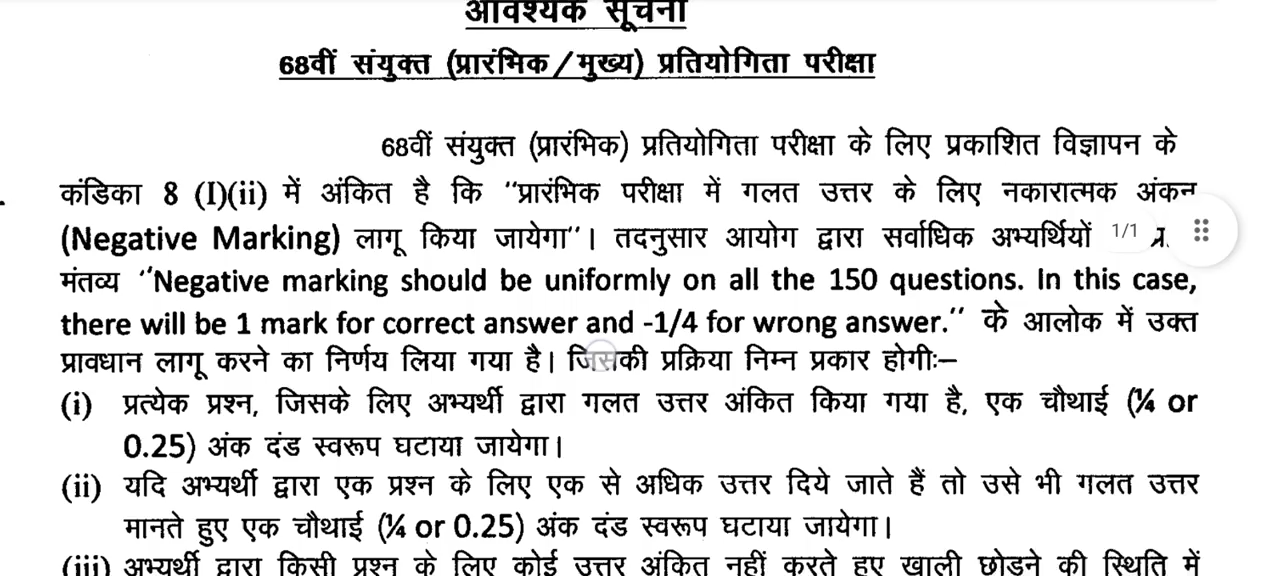 आवश्यक सूचना
68वीं संयुक्त (प्रारंभिक/मुख्य) प्रतियोगिता परीक्षा
68वीं संयुक्त (प्रारंभिक) प्रतियोगिता परीक्षा के लिए प्रकाशित विज्ञापन के
कंडिका 8 (I)(ii) में अंकित है कि "प्रारंभिक परीक्षा में गलत उत्तर के लिए नकारात्मक अंकन
(Negative Marking) लागू किया जायेगा"। तदनुसार आयोग द्वारा सर्वाधिक अभ्यर्थियों
1/1
मंतव्य "Negative marking should be uniformly on all the 150 questions. In this case,
there will be 1 mark for correct answer and -1/4 for wrong answer." के आलोक में उक्त
प्रावधान लागू करने का निर्णय लिया गया है। जिसकी प्रक्रिया निम्न प्रकार होगीः–
(i) प्रत्येक प्रश्न, जिसके लिए अभ्यर्थी द्वारा गलत उत्तर अंकित किया गया है, एक चौथाई (¼ or
0.25) अंक दंड स्वरूप घटाया जायेगा।
(ii) यदि अभ्यर्थी द्वारा एक प्रश्न के लिए एक से अधिक उत्तर दिये जाते हैं तो उसे भी गलत उत्तर
मानते हुए एक चौथाई (¼ or 0.25) अंक दंड स्वरूप घटाया जायेगा।
(iii) अभ्यर्थी द्वारा किसी प्रश्न के लिए कोई उत्तर अंकित नहीं करते हुए खाली छोड़ने की स्थिति में